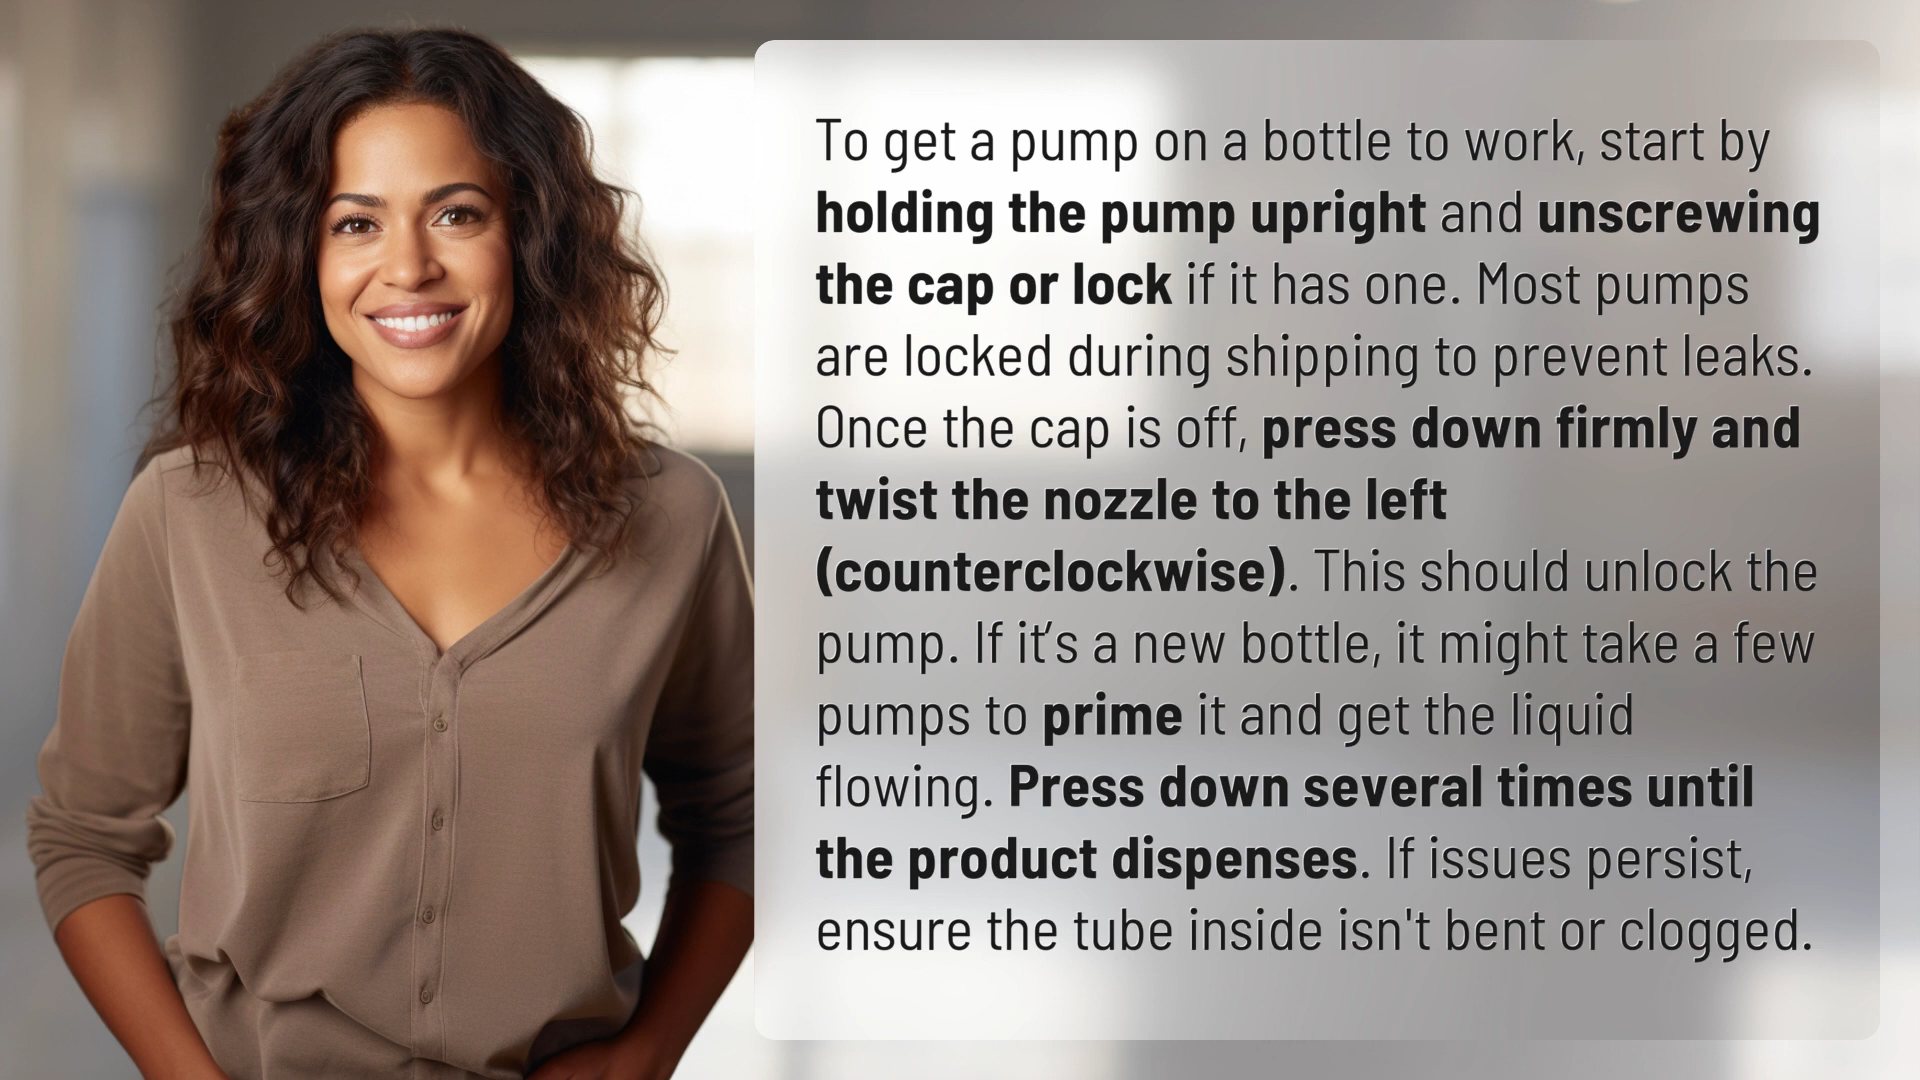 To get a pump on a bottle to work, start by
holding the pump upright and unscrewing
the cap or lock if it has one. Most pumps
are locked during shipping to prevent leaks.
Once the cap is off, press down firmly and
twist the nozzle to the left
(counterclockwise). This should unlock the
pump. If it’s a new bottle, it might take a few
pumps to prime it and get the liquid
flowing. Press down several times until
the product dispenses. If issues persist,
ensure the tube inside isn't bent or clogged.